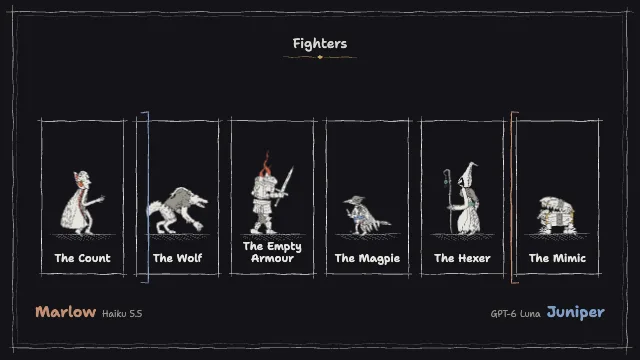 Fighters
The Count
The Wolf
The Empty
Armour
The Magpie
The Hexer
The Mimic
Marlow Haiku 5.5
GPT-6 Luna Juniper